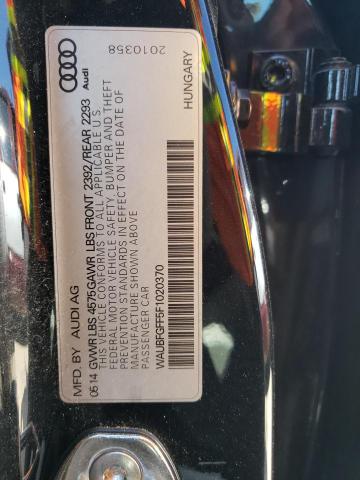 MFD. BY AUDI AG
05 14 GVWR LBS 4575 GAWR LBS FRONT 2392/REAR 2293
THIS VEHICLE CONFORMS TO ALL APPLICABLE U.S.
FEDERAL MOTOR VEHICLE SAFETY, BUMPER AND THEFT
PREVENTION STANDARDS IN EFFECT ON THE DATE OF
MANUFACTURE SHOWN ABOVE
PASSENGER CAR
WAUBFGFF5F1020370
HUNGARY
2010358
Audi